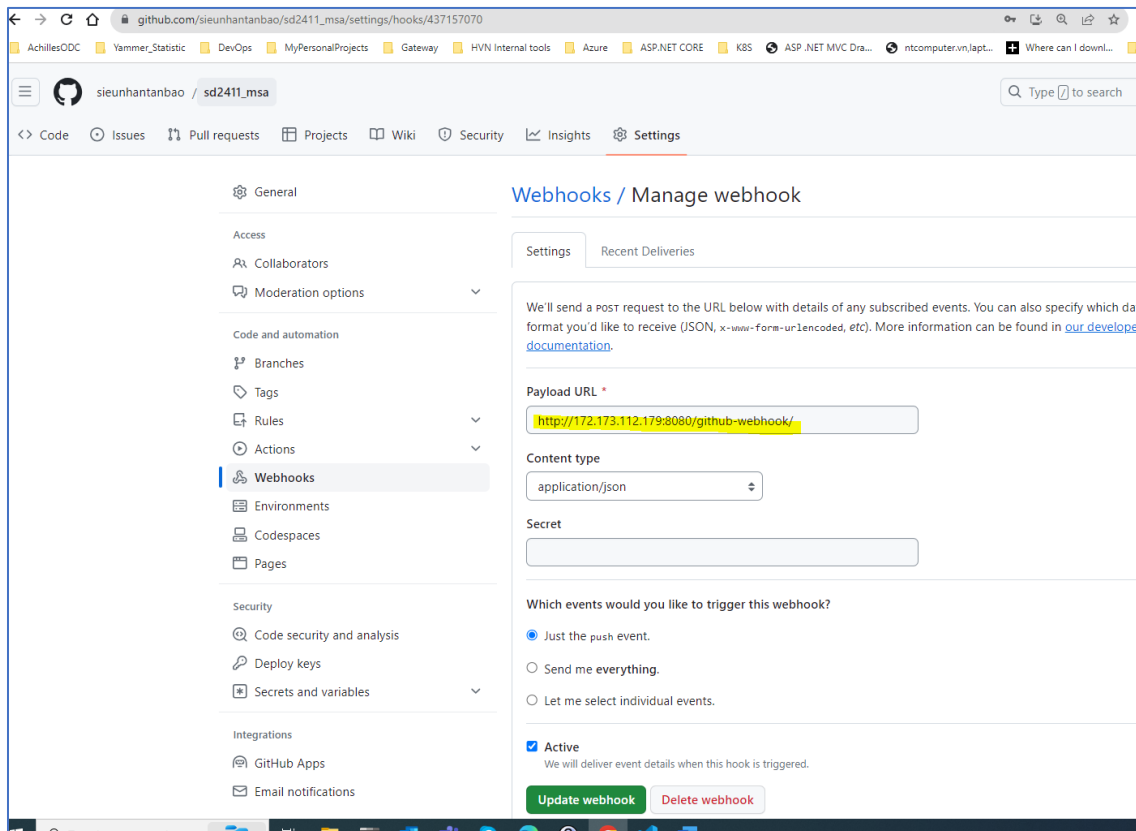 github.com/sieunhantanbao/sd2411_msa/settings/hooks/437157070
AchillesODC Yammer_Statistic DevOps MyPersonalProjects Gateway HVN Internal tools Azure ASP.NET CORE K8S ASP .NET MVC Dra... ntcomputer.vn,lapt... Where can I downl...
sieunhantanbao / sd2411_msa
Type / to search
Code Issues Pull requests Projects Wiki Security Insights Settings
General
Access
Collaborators
Moderation options
Code and automation
Branches
Tags
Rules
Actions
Webhooks
Environments
Codespaces
Pages
Security
Code security and analysis
Deploy keys
Secrets and variables
Integrations
GitHub Apps
Email notifications
Webhooks / Manage webhook
Settings Recent Deliveries
We'll send a POST request to the URL below with details of any subscribed events. You can also specify which da
format you'd like to receive (JSON, x-www-form-urlencoded, etc). More information can be found in our develope
documentation.
Payload URL *
http://172.173.112.179:8080/github-webhook/
Content type
application/json
Secret
Which events would you like to trigger this webhook?
Just the push event.
Send me everything.
Let me select individual events.
Active
We will deliver event details when this hook is triggered.
Update webhook Delete webhook